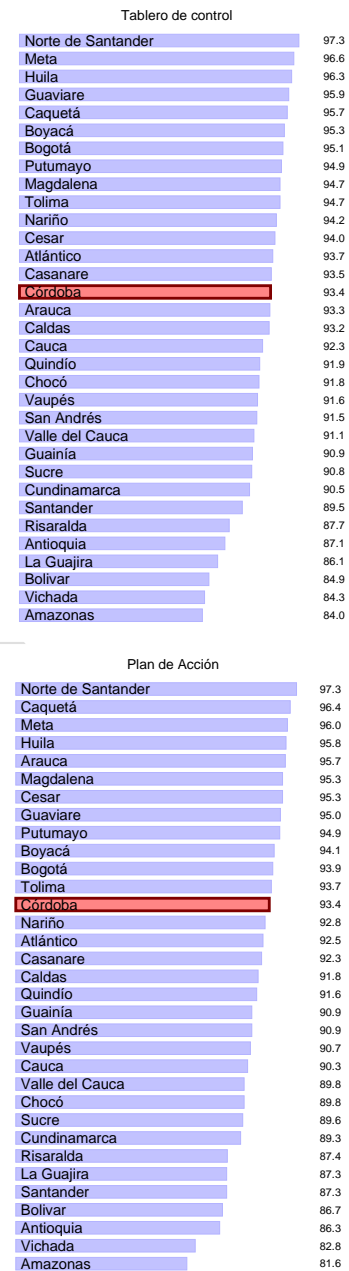 Tablero de control
Norte de Santander 97.3
Meta 96.6
Huila 96.3
Guaviare 95.9
Caquetá 95.7
Boyacá 95.3
Bogotá 95.1
Putumayo 94.9
Magdalena 94.7
Tolima 94.7
Nariño 94.2
Cesar 94.0
Atlántico 93.7
Casanare 93.5
Córdoba 93.4
Arauca 93.3
Caldas 93.2
Cauca 92.3
Quindío 91.9
Chocó 91.8
Vaupés 91.6
San Andrés 91.5
Valle del Cauca 91.1
Guainía 90.9
Sucre 90.8
Cundinamarca 90.5
Santander 89.5
Risaralda 87.7
Antioquia 87.1
La Guajira 86.1
Bolivar 84.9
Vichada 84.3
Amazonas 84.0
Plan de Acción
Norte de Santander 97.3
Caquetá 96.4
Meta 96.0
Huila 95.8
Arauca 95.7
Magdalena 95.3
Cesar 95.3
Guaviare 95.0
Putumayo 94.9
Boyacá 94.1
Bogotá 93.9
Tolima 93.7
Córdoba 93.4
Nariño 92.8
Atlántico 92.5
Casanare 92.3
Caldas 91.8
Quindío 91.6
Guainía 90.9
San Andrés 90.9
Vaupés 90.7
Cauca 90.3
Valle del Cauca 89.8
Chocó 89.8
Sucre 89.6
Cundinamarca 89.3
Risaralda 87.4
La Guajira 87.3
Santander 87.3
Bolivar 86.7
Antioquia 86.3
Vichada 82.8
Amazonas 81.6